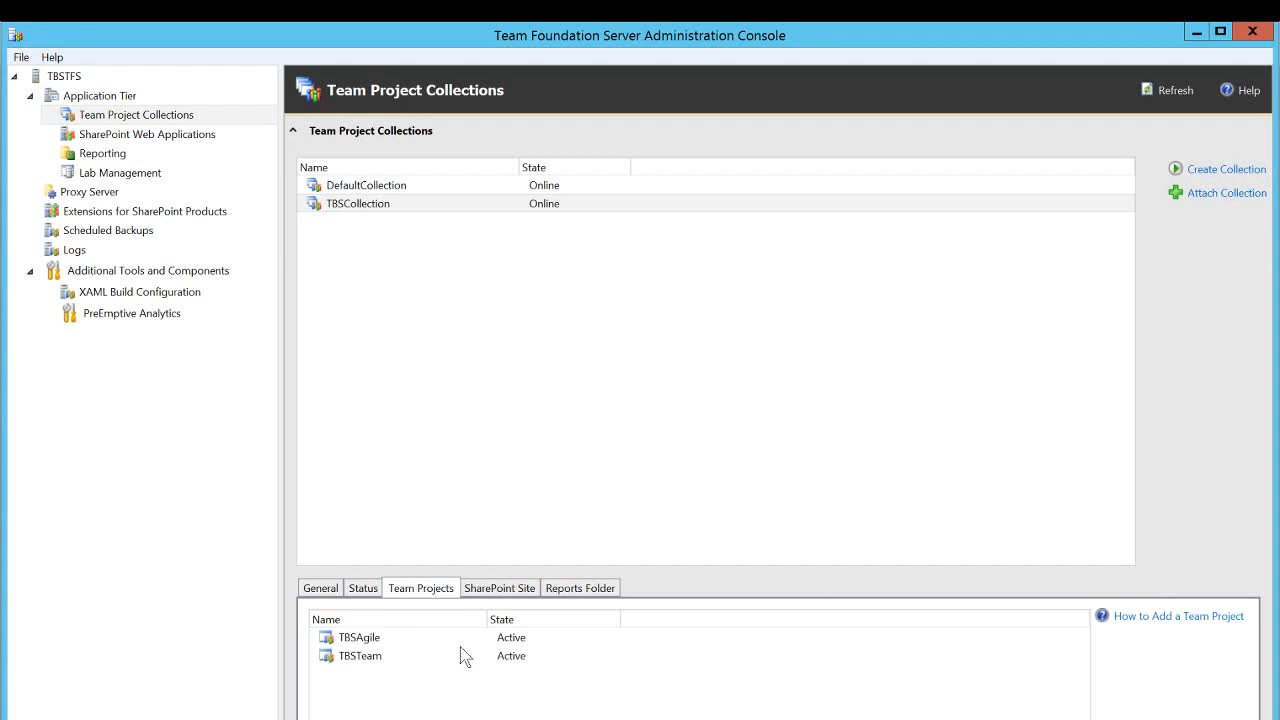 Team Foundation Server Administration Console
File Help
TBSTFS
Application Tier
Team Project Collections
SharePoint Web Applications
Reporting
Lab Management
Proxy Server
Extensions for SharePoint Products
Scheduled Backups
Logs
Additional Tools and Components
XAML Build Configuration
PreEmptive Analytics
Team Project Collections
Refresh
Help
Team Project Collections
Name State
DefaultCollection Online
TBSCollection Online
Create Collection
Attach Collection
General Status Team Projects SharePoint Site Reports Folder
Name State
TBSAgile Active
TBSTeam Active
How to Add a Team Project